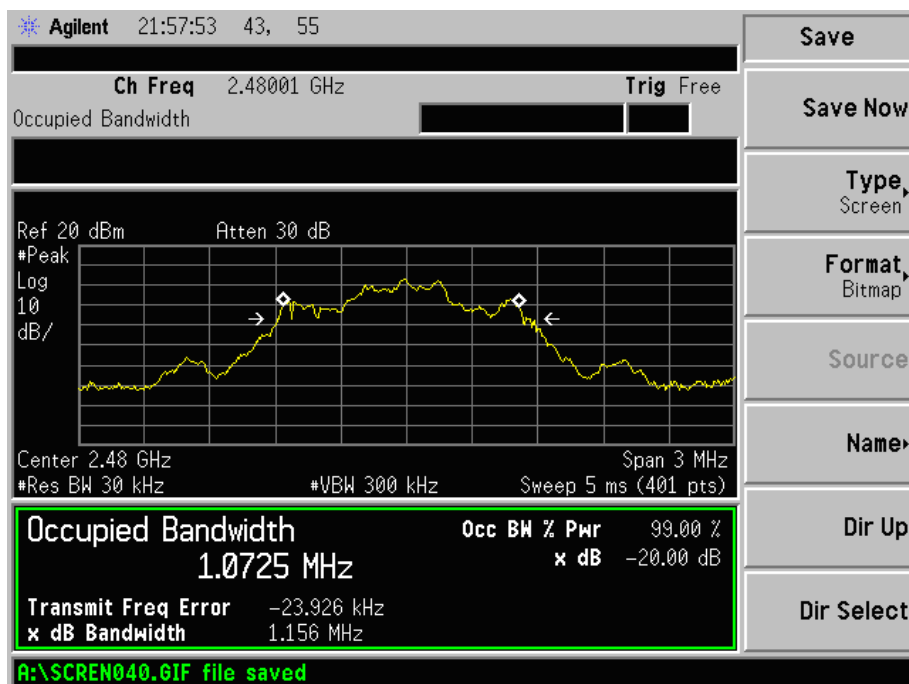 Agilent 21:57:53 43, 55
Ch Freq 2.48001 GHz Trig Free
Occupied Bandwidth
Ref 20 dBm Atten 30 dB
#Peak
Log
10
dB/
Center 2.48 GHz Span 3 MHz
#Res BW 30 kHz #VBW 300 kHz Sweep 5 ms (401 pts)
Occupied Bandwidth Occ BW % Pwr 99.00 %
1.0725 MHz x dB -20.00 dB
Transmit Freq Error -23.926 kHz
x dB Bandwidth 1.156 MHz
A:\SCREN040.GIF file saved
Save
Save Now
Type
Screen
Format
Bitmap
Source
Name
Dir Up
Dir Select